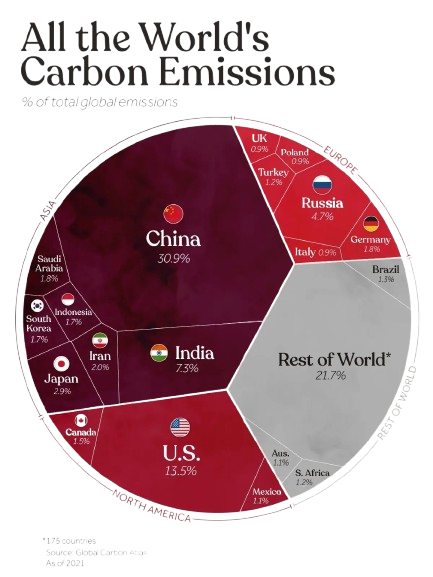 All the World's
Carbon Emissions
% of total global emissions
ASIA
EUROPE
UK
0.9%
Poland
0.9%
Turkey
1.2%
Russia
4.7%
Germany
1.8%
Italy 0.9%
China
30.9%
Saudi
Arabia
1.8%
Indonesia
1.7%
South
Korea
1.7%
Iran
2.0%
India
7.3%
Japan
2.9%
Brazil
1.3%
Rest of World*
21.7%
REST OF WORLD
Canada
1.5%
U.S.
13.5%
Mexico
1.1%
Aus.
1.1%
S. Africa
1.2%
NORTH AMERICA
*175 countries
Source: Global Carbon Atlas
As of 2021